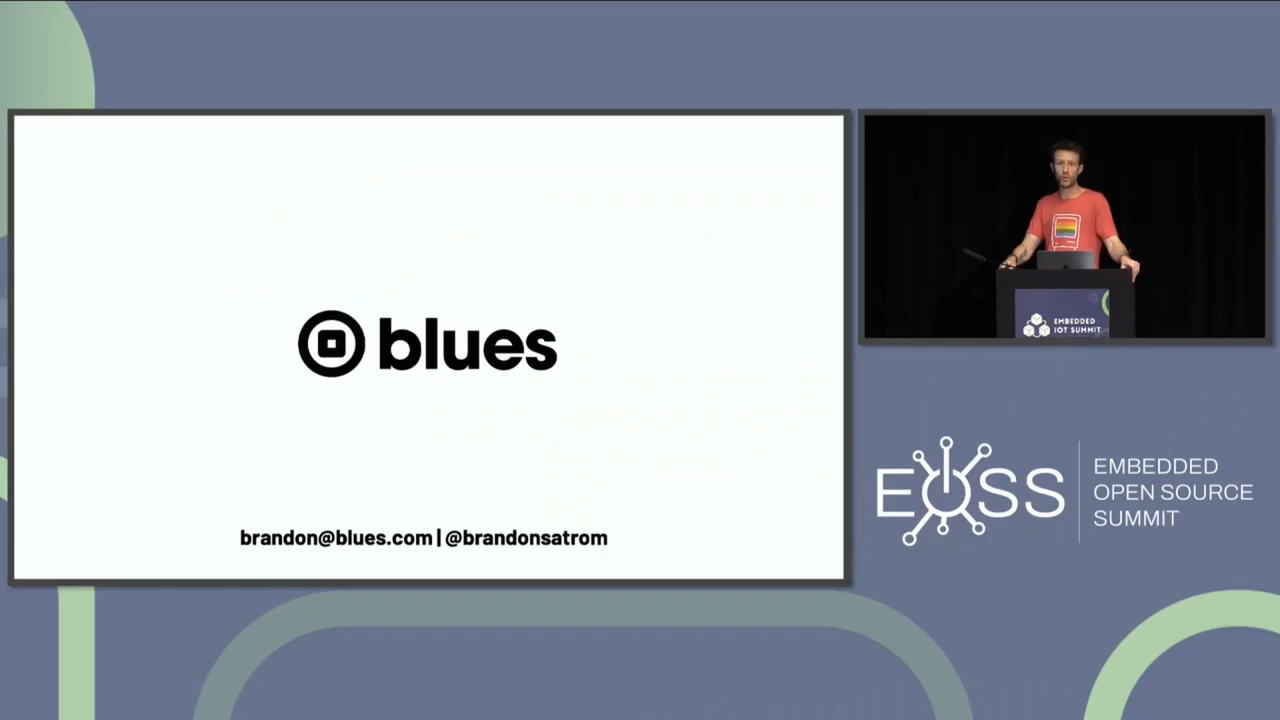 blues
brandon@blues.com | @brandonsatrom
EMBEDDED
IOT SUMMIT
EOSS
EMBEDDED
OPEN SOURCE
SUMMIT